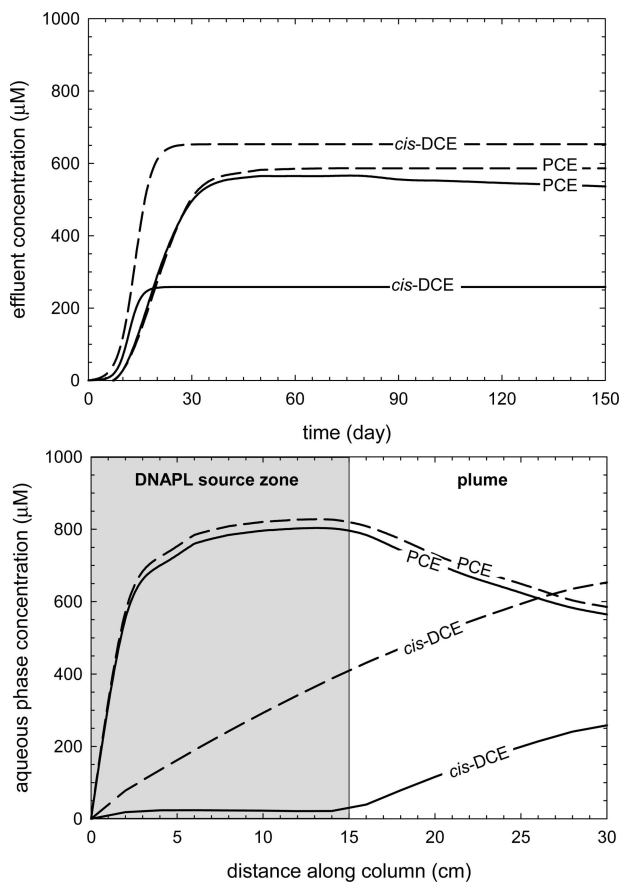 1000
800
600
400
200
0
effluent concentration (μM)
cis-DCE
PCE
PCE
cis-DCE
0 30 60 90 120 150
time (day)
1000
800
600
400
200
0
aqueous phase concentration (μM)
DNAPL source zone plume
PCE
PCE
cis-DCE
cis-DCE
0 5 10 15 20 25 30
distance along column (cm)